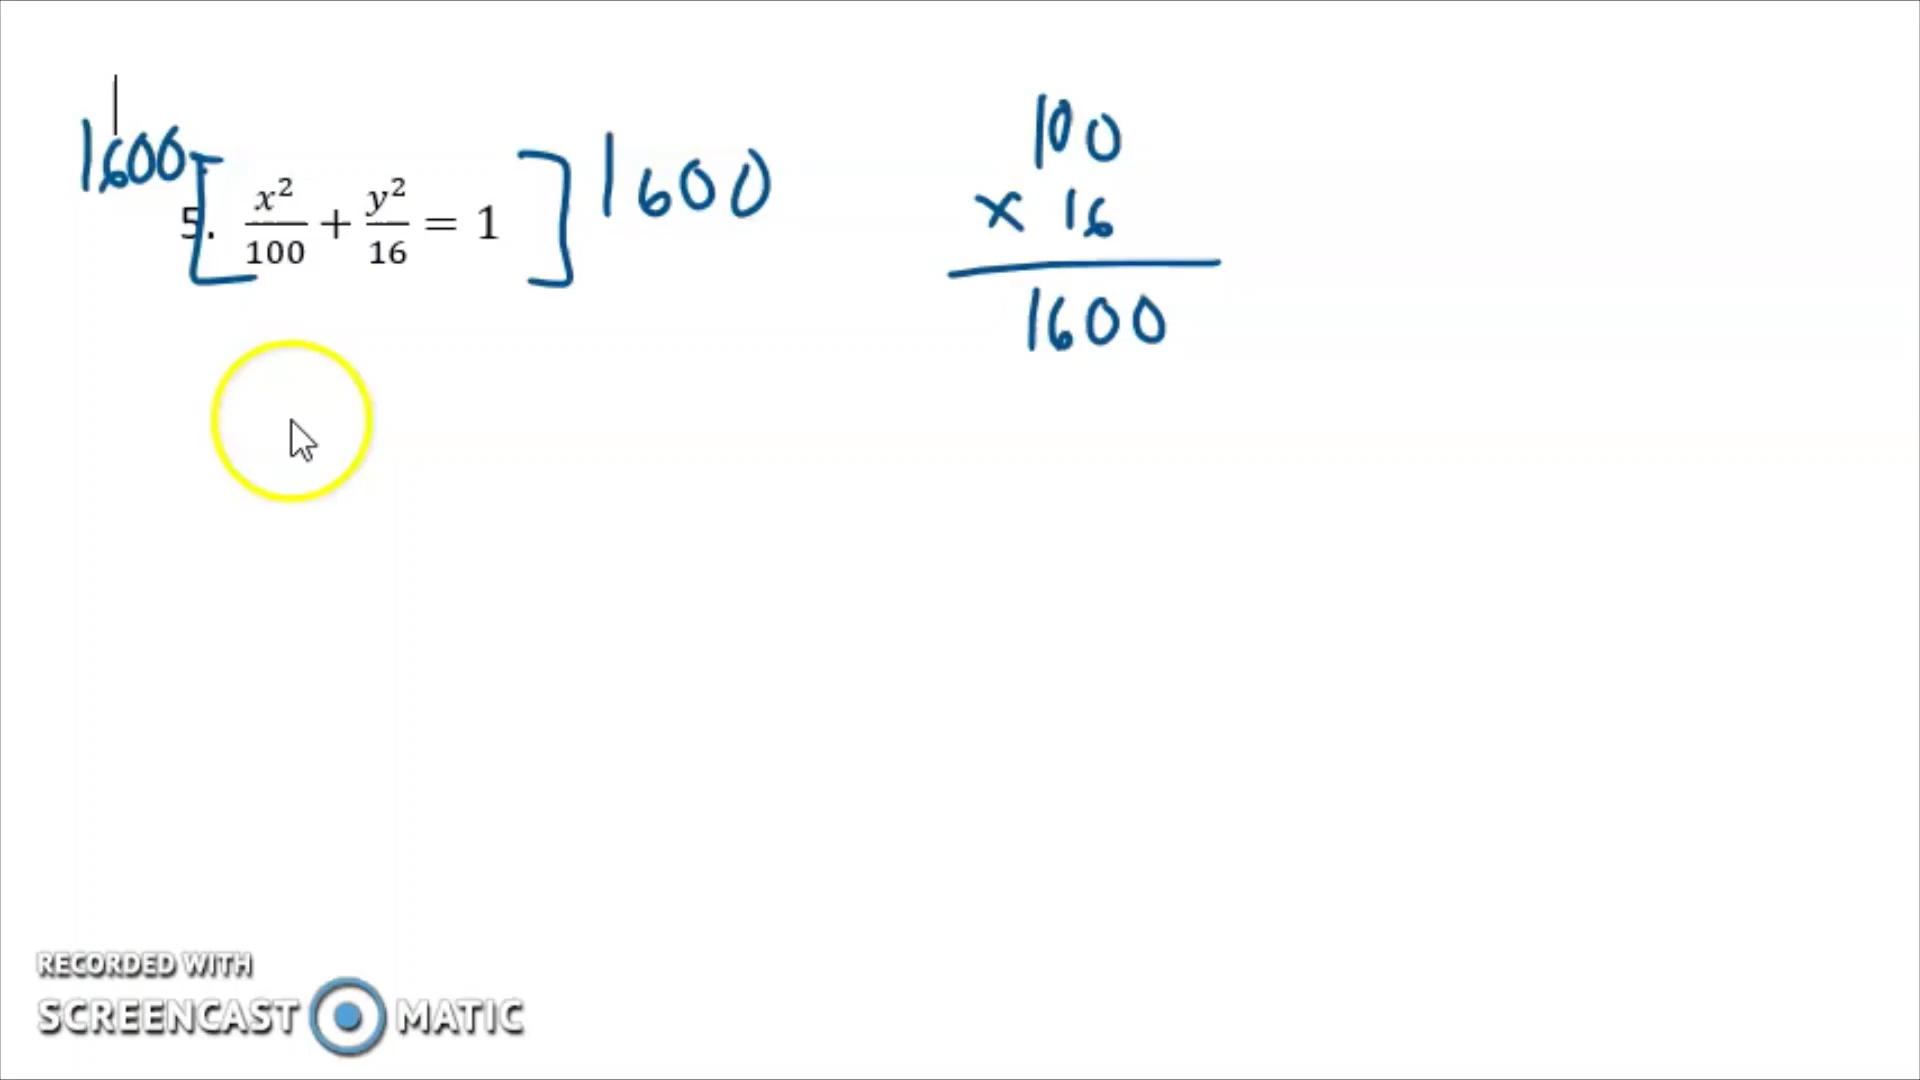 1600 [ 5. x²/100 + y²/16 = 1 ] 1600
100
x 16
1600
RECORDED WITH
SCREENCAST MATIC